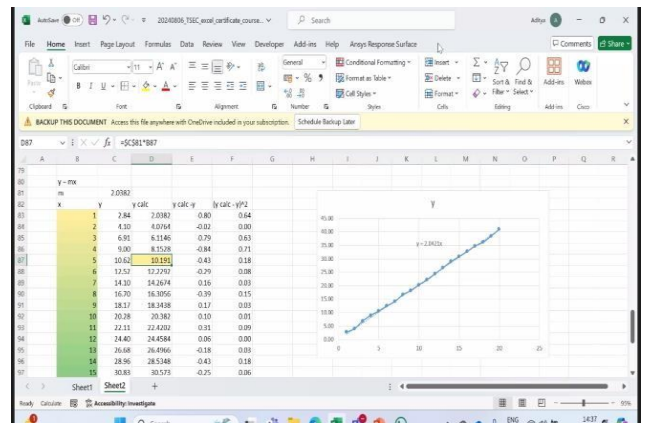 AutoSave Off 20240806_TSEC_excel_certificate_course... Search Aditya
File Home Insert Page Layout Formulas Data Review View Developer Add-ins Help Ansys Response Surface Comments Share
Calibri 11 General Conditional Formatting Insert
Paste Format as Table Delete Sort & Filter Find & Select Add-ins Webex
B I U Cell Styles Format
Clipboard Font Alignment Number Styles Cells Editing Add-ins Cisco
BACKUP THIS DOCUMENT Access this file anywhere with OneDrive included in your subscription. Schedule Backup Later
D87 fx =$C$81*B87
A B C D E F G H I J K L M N O P Q R
79
80 y = mx
81 m 2.0382
82 x y y calc y calc -y (y calc - y)^2
83 1 2.84 2.0382 0.80 0.64
84 2 4.10 4.0764 -0.02 0.00
85 3 6.91 6.1146 0.79 0.63
86 4 9.00 8.1528 -0.84 0.71
87 5 10.62 10.191 -0.43 0.18
88 6 12.52 12.2292 -0.29 0.08
89 7 14.10 14.2674 0.16 0.03
90 8 16.70 16.3056 -0.39 0.15
91 9 18.17 18.3438 0.17 0.03
92 10 20.28 20.382 0.10 0.01
93 11 22.11 22.4202 0.31 0.09
94 12 24.40 24.4584 0.06 0.00
95 13 26.68 26.4966 -0.18 0.03
96 14 28.96 28.5348 -0.43 0.18
97 15 30.83 30.573 -0.25 0.06
y
45.00
40.00
35.00
30.00
25.00
20.00
15.00
10.00
5.00
0.00
0 5 10 15 20 25
Sheet1 Sheet2
Ready Calculate Accessibility: Investigate
ENG 14:37